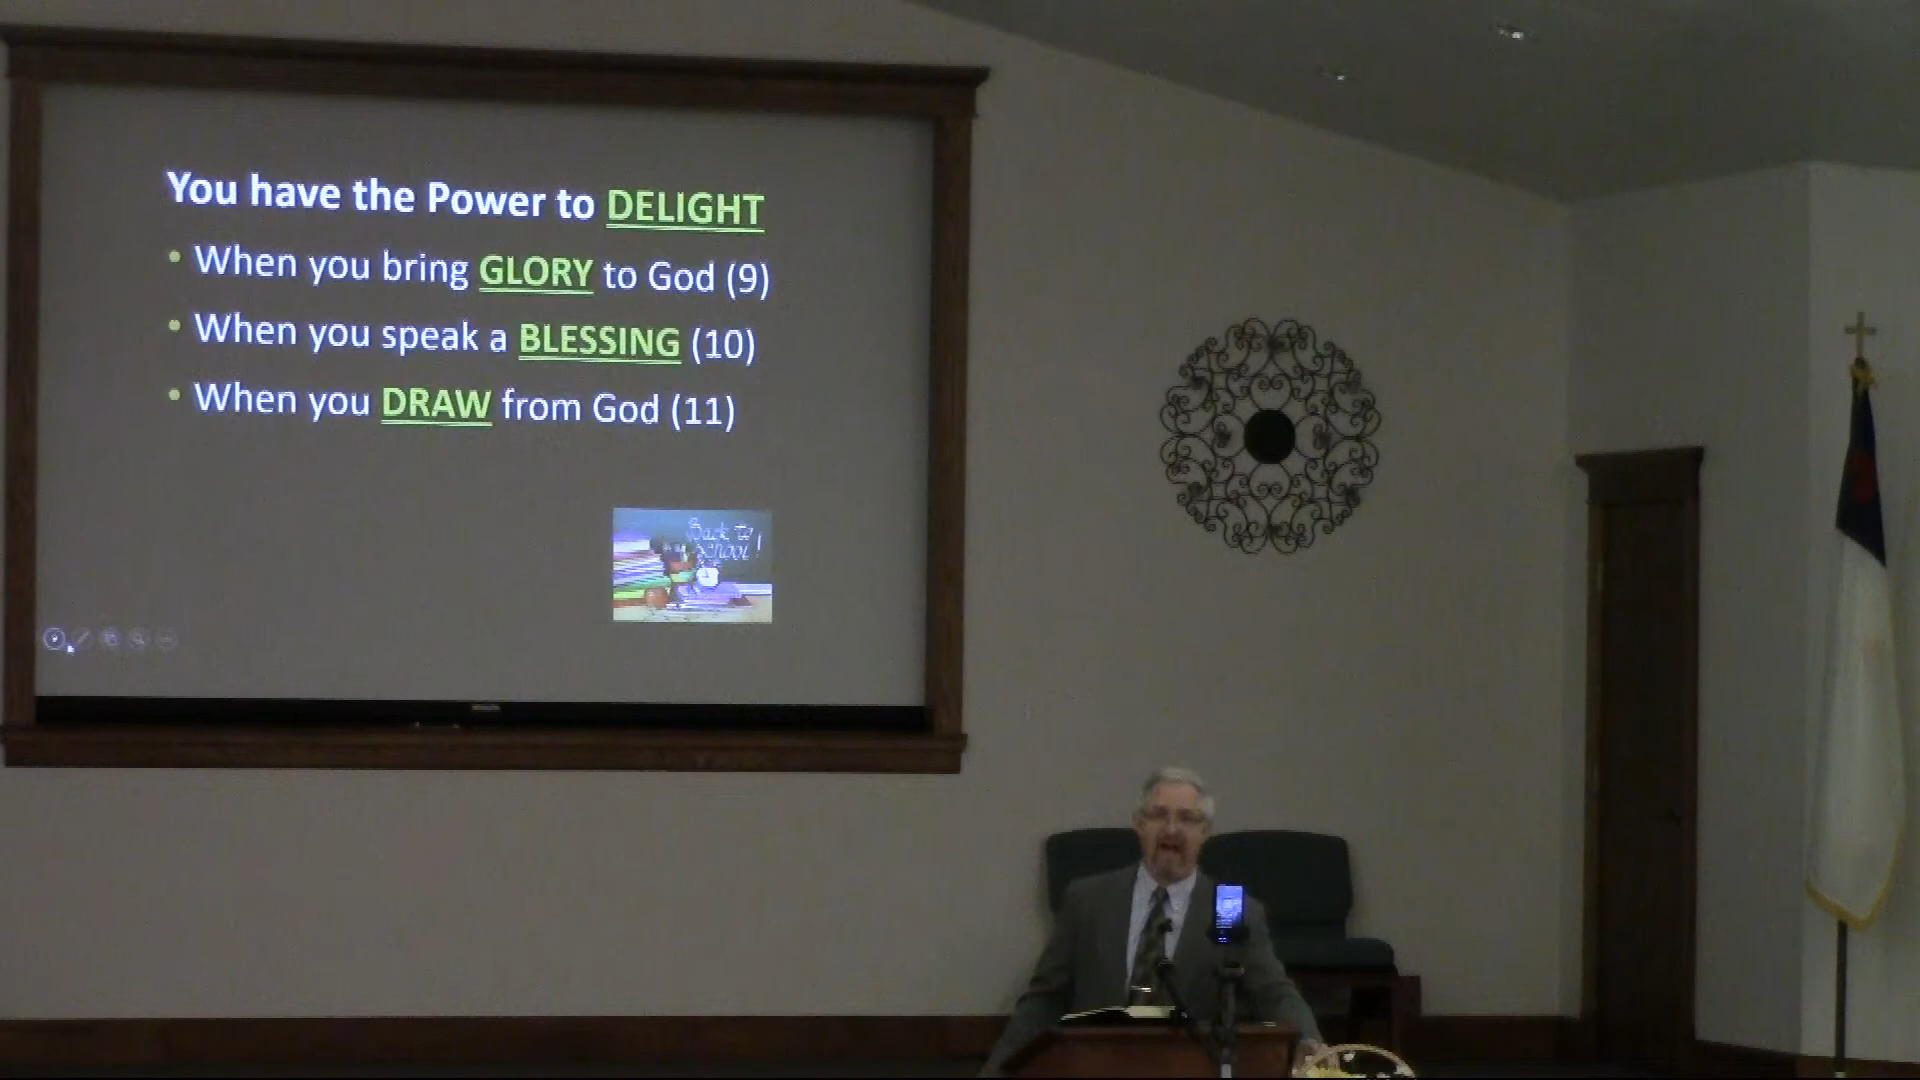 You have the Power to DELIGHT
• When you bring GLORY to God (9)
• When you speak a BLESSING (10)
• When you DRAW from God (11)
Back to
School!